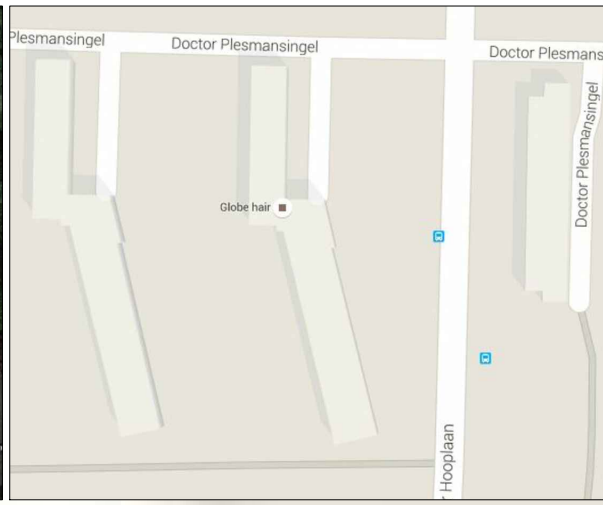 Plesmansingel
Doctor Plesmansingel
Doctor Plesmans
Doctor Plesmansingel
Globe hair
r Hooplaan